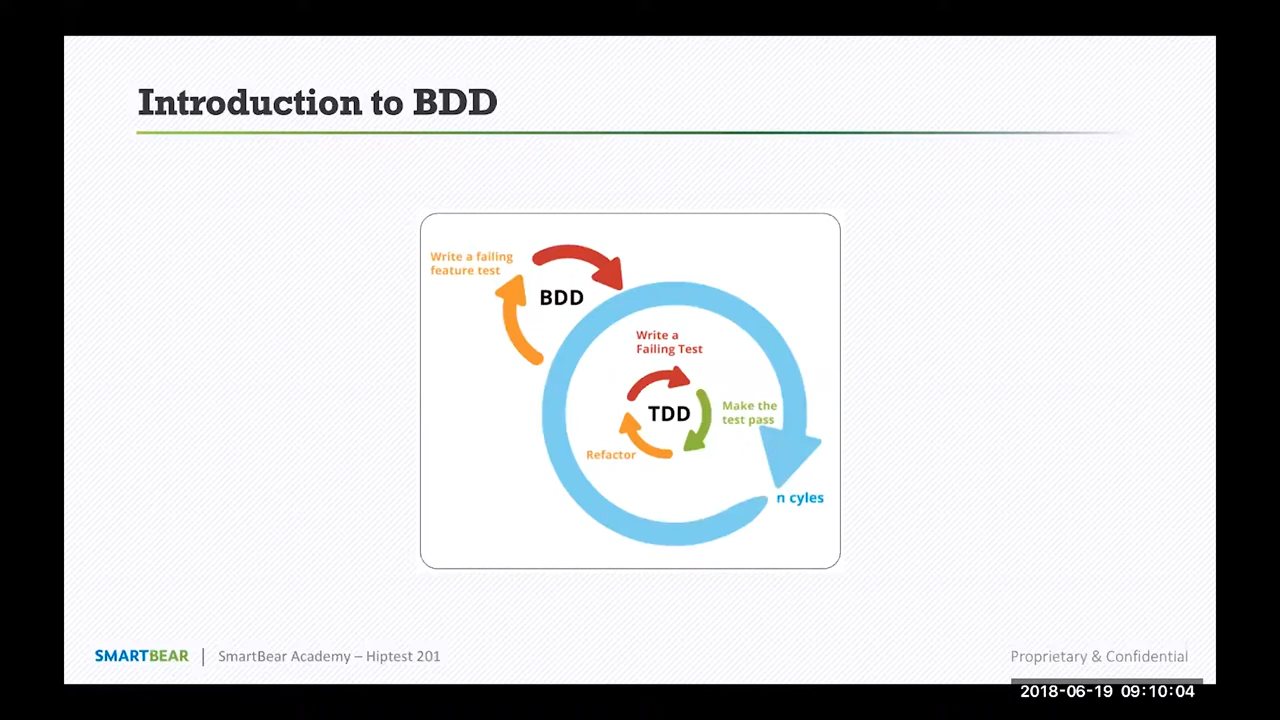 Introduction to BDD
Write a failing
feature test
BDD
Write a
Failing Test
TDD
Make the
test pass
Refactor
n cyles
SMARTBEAR
SmartBear Academy – Hiptest 201
Proprietary & Confidential
2018-06-19 09:10:04